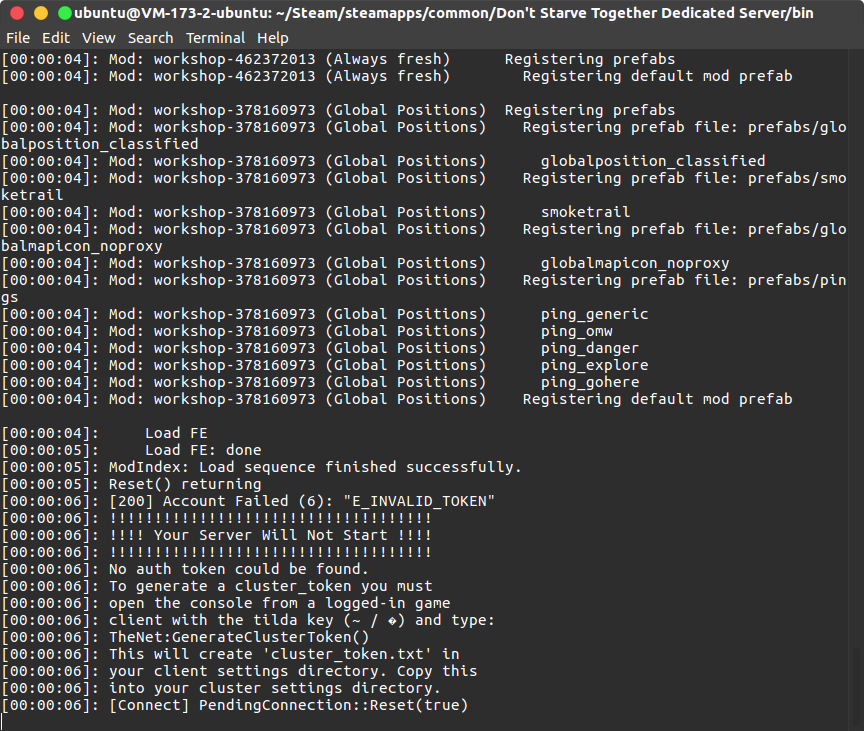 ubuntu@VM-173-2-ubuntu: ~/Steam/steamapps/common/Don't Starve Together Dedicated Server/bin
File Edit View Search Terminal Help
[00:00:04]: Mod: workshop-462372013 (Always fresh)      Registering prefabs
[00:00:04]: Mod: workshop-462372013 (Always fresh)        Registering default mod prefab
[00:00:04]: Mod: workshop-378160973 (Global Positions)  Registering prefabs
[00:00:04]: Mod: workshop-378160973 (Global Positions)    Registering prefab file: prefabs/glo
balposition_classified
[00:00:04]: Mod: workshop-378160973 (Global Positions)      globalposition_classified
[00:00:04]: Mod: workshop-378160973 (Global Positions)    Registering prefab file: prefabs/smo
ketrail
[00:00:04]: Mod: workshop-378160973 (Global Positions)      smoketrail
[00:00:04]: Mod: workshop-378160973 (Global Positions)    Registering prefab file: prefabs/glo
balmapicon_noproxy
[00:00:04]: Mod: workshop-378160973 (Global Positions)      globalmapicon_noproxy
[00:00:04]: Mod: workshop-378160973 (Global Positions)    Registering prefab file: prefabs/pin
gs
[00:00:04]: Mod: workshop-378160973 (Global Positions)      ping_generic
[00:00:04]: Mod: workshop-378160973 (Global Positions)      ping_omw
[00:00:04]: Mod: workshop-378160973 (Global Positions)      ping_danger
[00:00:04]: Mod: workshop-378160973 (Global Positions)      ping_explore
[00:00:04]: Mod: workshop-378160973 (Global Positions)      ping_gohere
[00:00:04]: Mod: workshop-378160973 (Global Positions)    Registering default mod prefab
[00:00:04]:     Load FE
[00:00:05]:     Load FE: done
[00:00:05]: ModIndex: Load sequence finished successfully.
[00:00:05]: Reset() returning
[00:00:06]: [200] Account Failed (6): "E_INVALID_TOKEN"
[00:00:06]: !!!!!!!!!!!!!!!!!!!!!!!!!!!!!!!!!!!!
[00:00:06]: !!!! Your Server Will Not Start !!!!
[00:00:06]: !!!!!!!!!!!!!!!!!!!!!!!!!!!!!!!!!!!!
[00:00:06]: No auth token could be found.
[00:00:06]: To generate a cluster_token you must
[00:00:06]: open the console from a logged-in game
[00:00:06]: client with the tilda key (~ / �) and type:
[00:00:06]: TheNet:GenerateClusterToken()
[00:00:06]: This will create 'cluster_token.txt' in
[00:00:06]: your client settings directory. Copy this
[00:00:06]: into your cluster settings directory.
[00:00:06]: [Connect] PendingConnection::Reset(true)